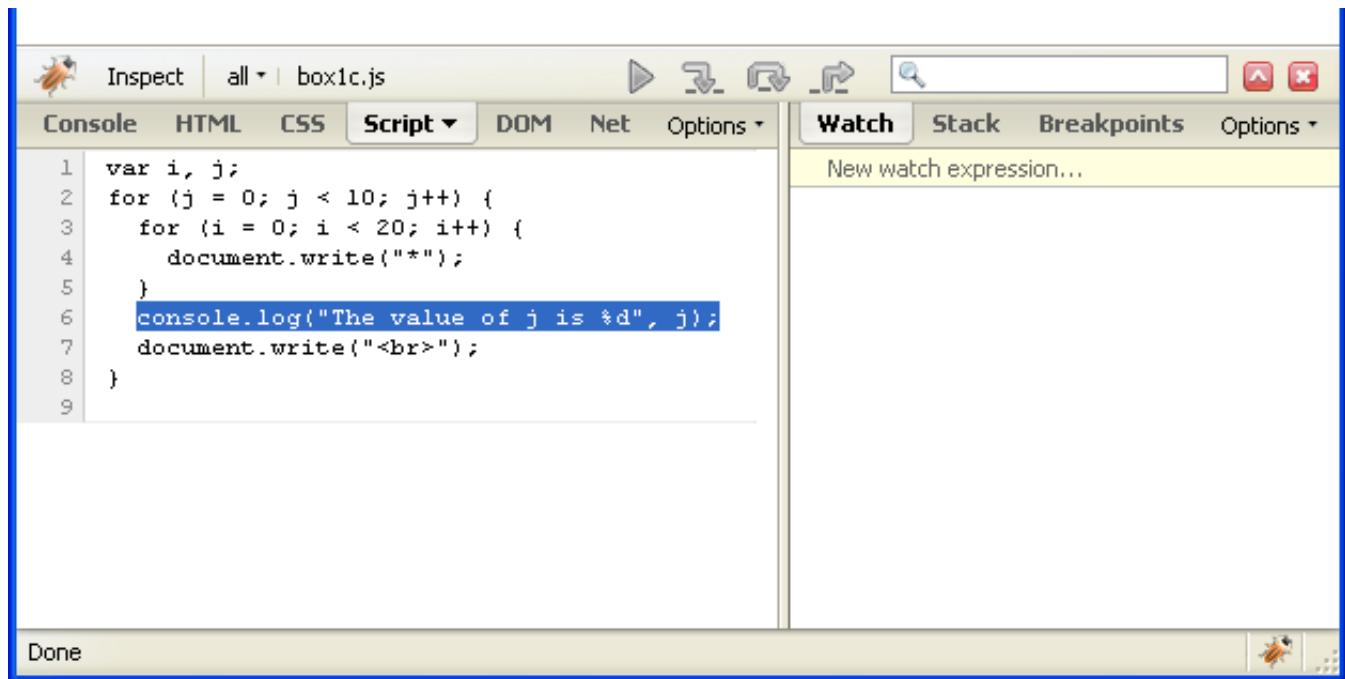 Inspect all box1c.js
Console HTML CSS Script DOM Net Options
Watch Stack Breakpoints Options
New watch expression...
1 var i, j;
2 for (j = 0; j < 10; j++) {
3   for (i = 0; i < 20; i++) {
4     document.write("*");
5   }
6   console.log("The value of j is %d", j);
7   document.write("<br>");
8 }
9
Done